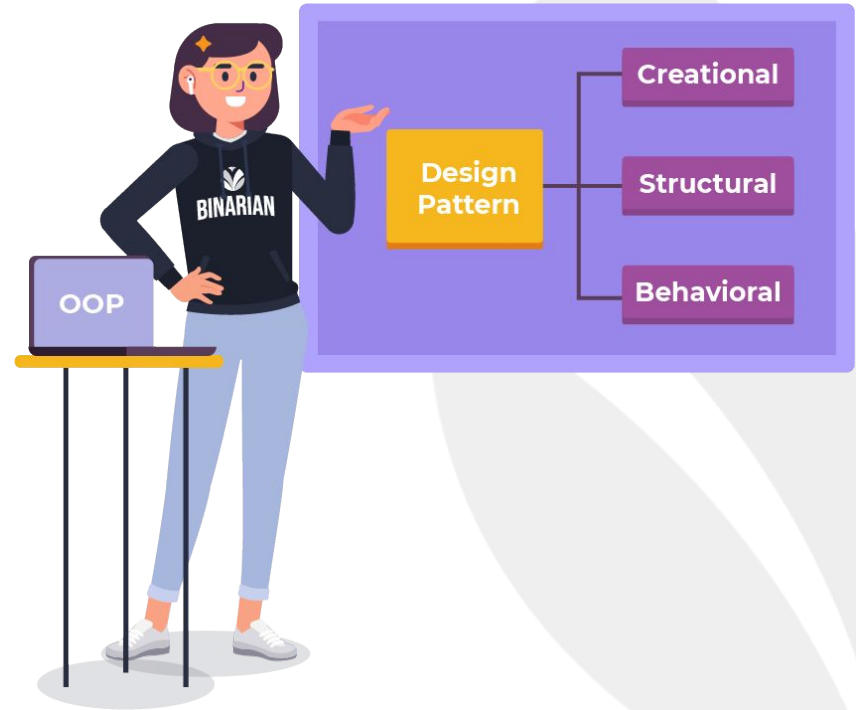 Creational
Design
Pattern
Structural
Behavioral
BINARIAN
OOP